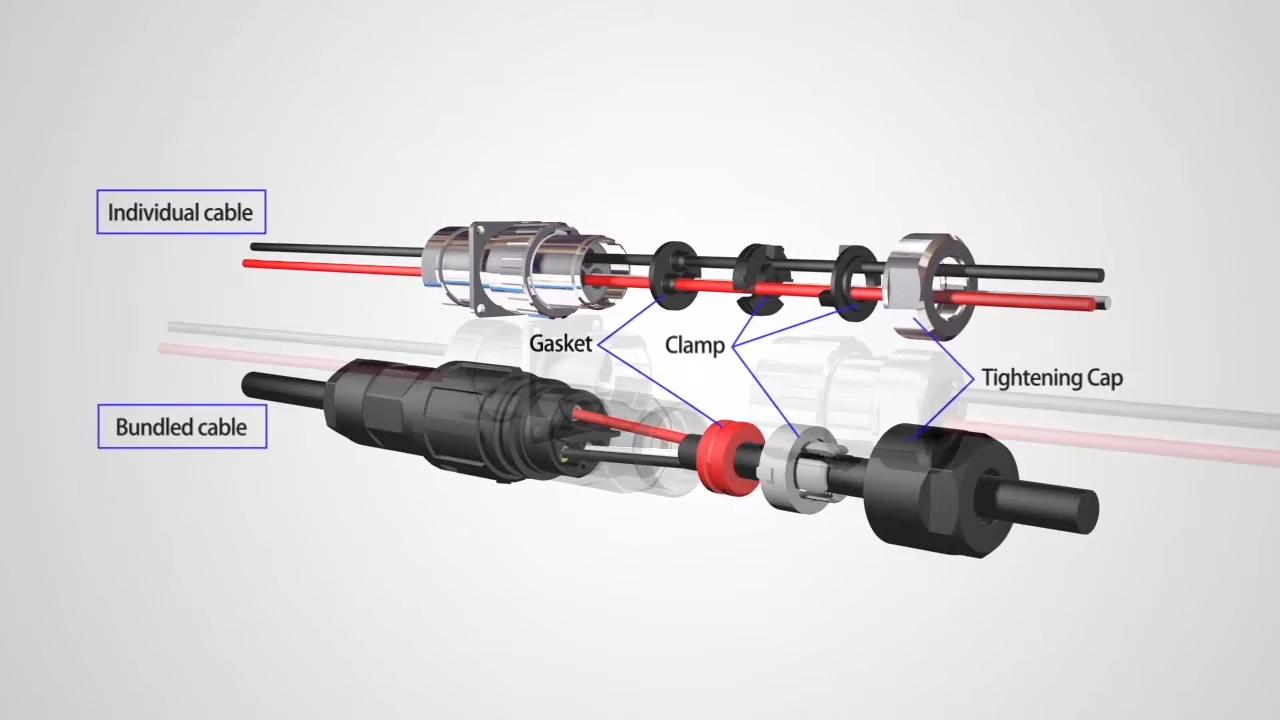 Individual cable
Gasket
Clamp
Tightening Cap
Bundled cable